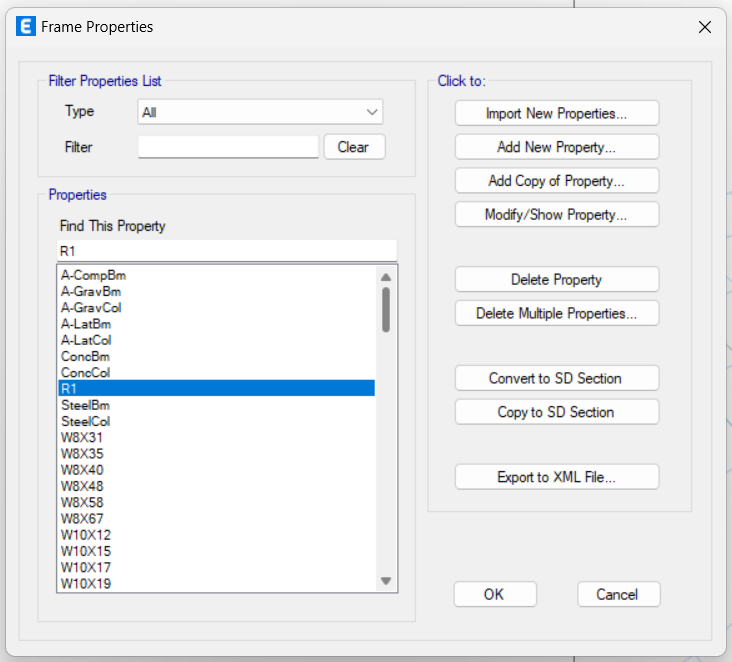 E Frame Properties
Filter Properties List
Type All
Filter Clear
Properties
Find This Property
R1
A-CompBm
A-GravBm
A-GravCol
A-LatBm
A-LatCol
ConcBm
ConcCol
R1
SteelBm
SteelCol
W8X31
W8X35
W8X40
W8X48
W8X58
W8X67
W10X12
W10X15
W10X17
W10X19
Click to:
Import New Properties...
Add New Property...
Add Copy of Property...
Modify/Show Property...
Delete Property
Delete Multiple Properties...
Convert to SD Section
Copy to SD Section
Export to XML File...
OK Cancel